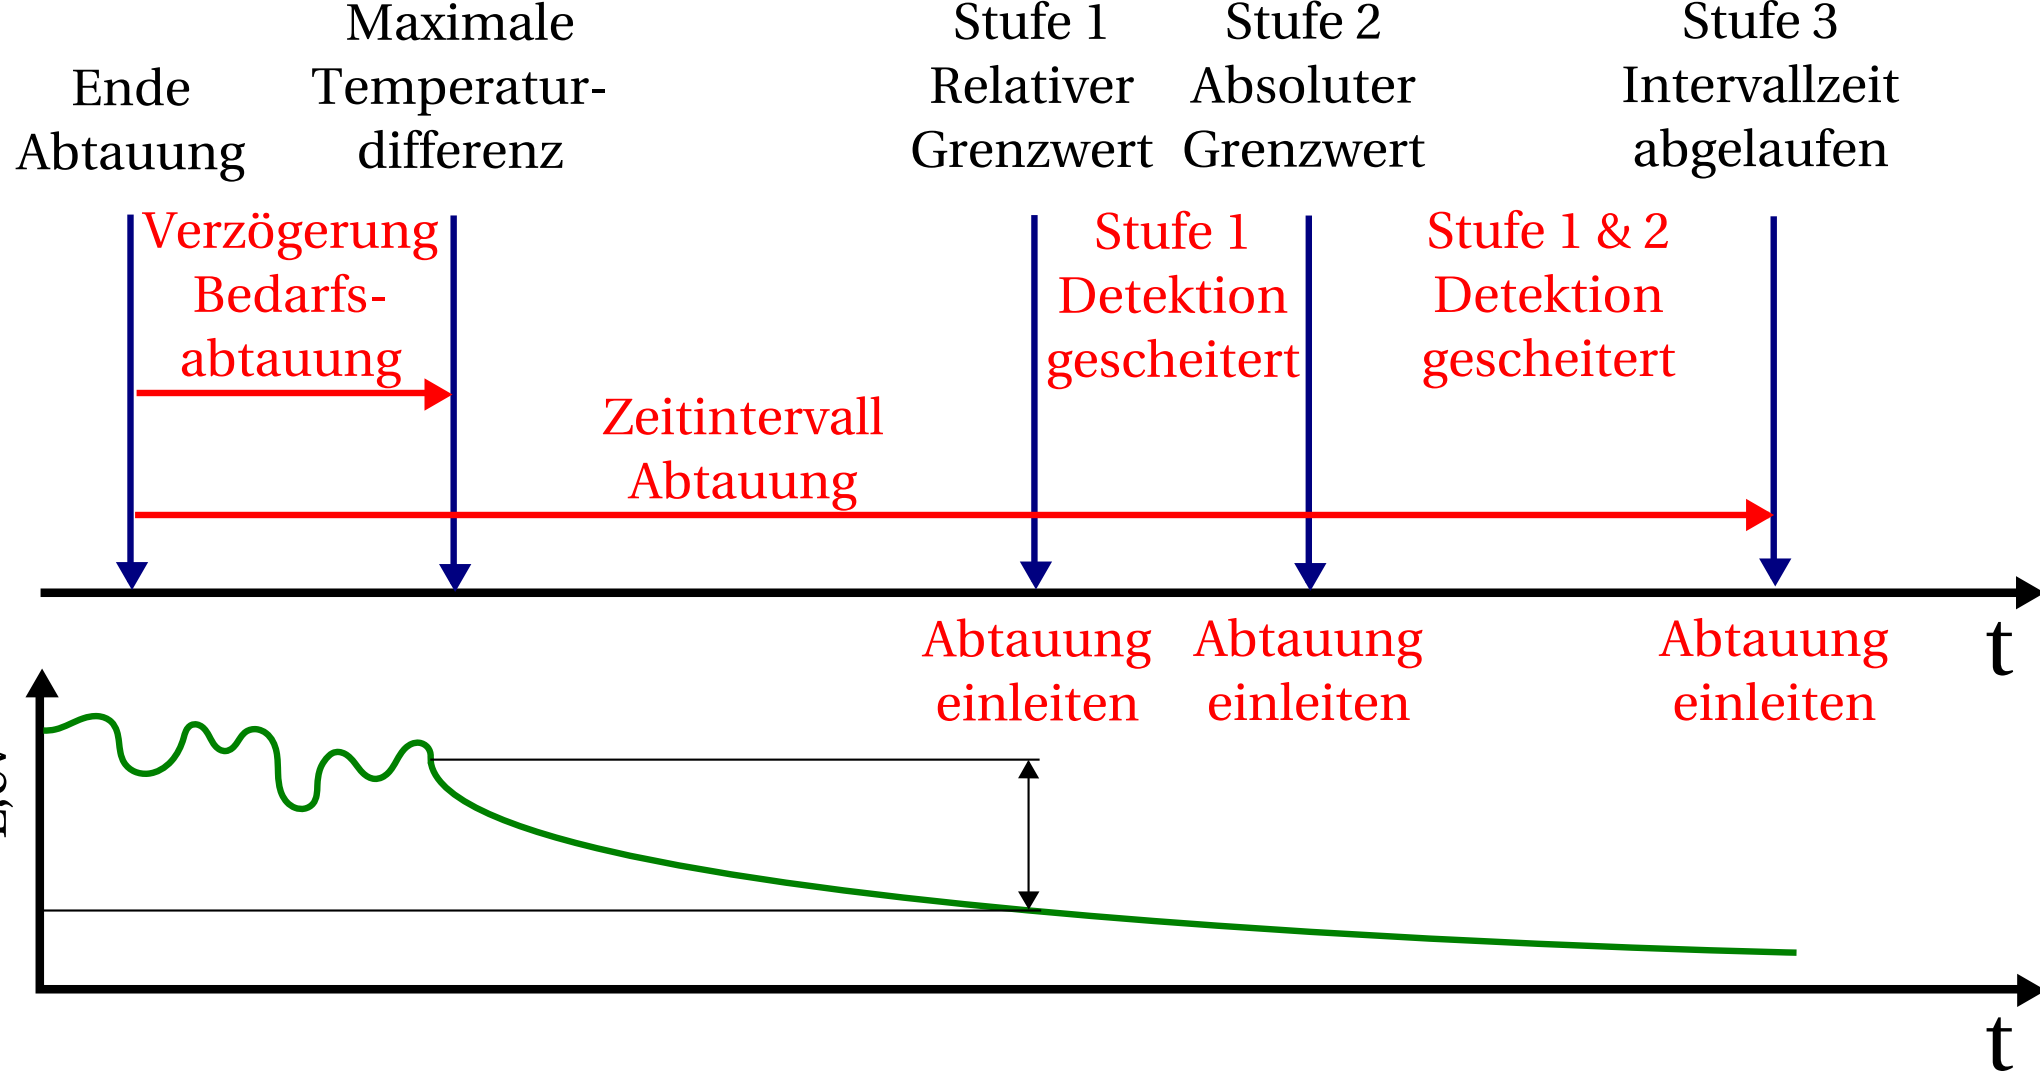 Ende
Abtauung
Maximale
Temperatur-
differenz
Stufe 1
Relativer
Grenzwert
Stufe 2
Absoluter
Grenzwert
Stufe 3
Intervallzeit
abgelaufen
Verzögerung
Bedarfs-
abtauung
Stufe 1
Detektion
gescheitert
Stufe 1 & 2
Detektion
gescheitert
Zeitintervall
Abtauung
t
Abtauung
einleiten
Abtauung
einleiten
Abtauung
einleiten
t